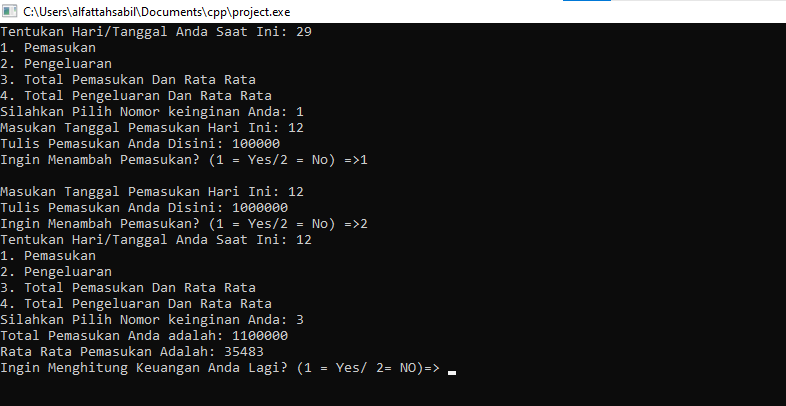 C:\Users\alfattahsabil\Documents\cpp\project.exe
Tentukan Hari/Tanggal Anda Saat Ini: 29
1. Pemasukan
2. Pengeluaran
3. Total Pemasukan Dan Rata Rata
4. Total Pengeluaran Dan Rata Rata
Silahkan Pilih Nomor keinginan Anda: 1
Masukan Tanggal Pemasukan Hari Ini: 12
Tulis Pemasukan Anda Disini: 100000
Ingin Menambah Pemasukan? (1 = Yes/2 = No) =>1
Masukan Tanggal Pemasukan Hari Ini: 12
Tulis Pemasukan Anda Disini: 1000000
Ingin Menambah Pemasukan? (1 = Yes/2 = No) =>2
Tentukan Hari/Tanggal Anda Saat Ini: 12
1. Pemasukan
2. Pengeluaran
3. Total Pemasukan Dan Rata Rata
4. Total Pengeluaran Dan Rata Rata
Silahkan Pilih Nomor keinginan Anda: 3
Total Pemasukan Anda adalah: 1100000
Rata Rata Pemasukan Adalah: 35483
Ingin Menghitung Keuangan Anda Lagi? (1 = Yes/ 2= NO)=> _